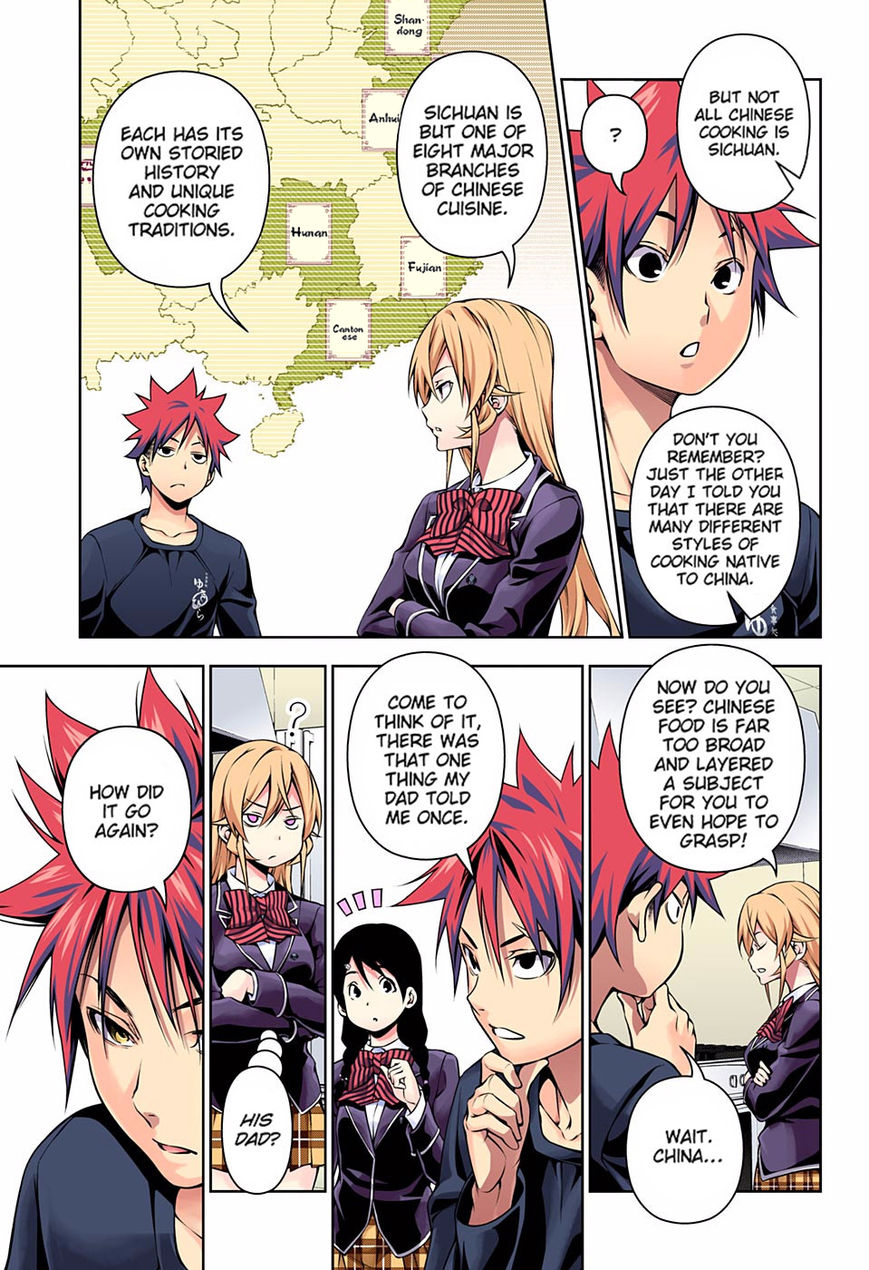 BUT NOT
ALL CHINESE
COOKING IS
SICHUAN.
?
DON'T YOU
REMEMBER?
JUST THE OTHER
DAY I TOLD YOU
THAT THERE ARE
MANY DIFFERENT
STYLES OF
COOKING NATIVE
TO CHINA.
ゆ
SICHUAN IS
BUT ONE OF
EIGHT MAJOR
BRANCHES
OF CHINESE
CUISINE.
EACH HAS ITS
OWN STORIED
HISTORY
AND UNIQUE
COOKING
TRADITIONS.
Shan-
dong
Anhui
Hunan
Fujian
Canton
ese
ゆきひら
NOW DO YOU
SEE? CHINESE
FOOD IS FAR
TOO BROAD
AND LAYERED
A SUBJECT
FOR YOU TO
EVEN HOPE TO
GRASP!
WAIT.
CHINA...
COME TO
THINK OF IT,
THERE WAS
THAT ONE
THING MY
DAD TOLD
ME ONCE.
?
HIS
DAD?
HOW DID
IT GO
AGAIN?